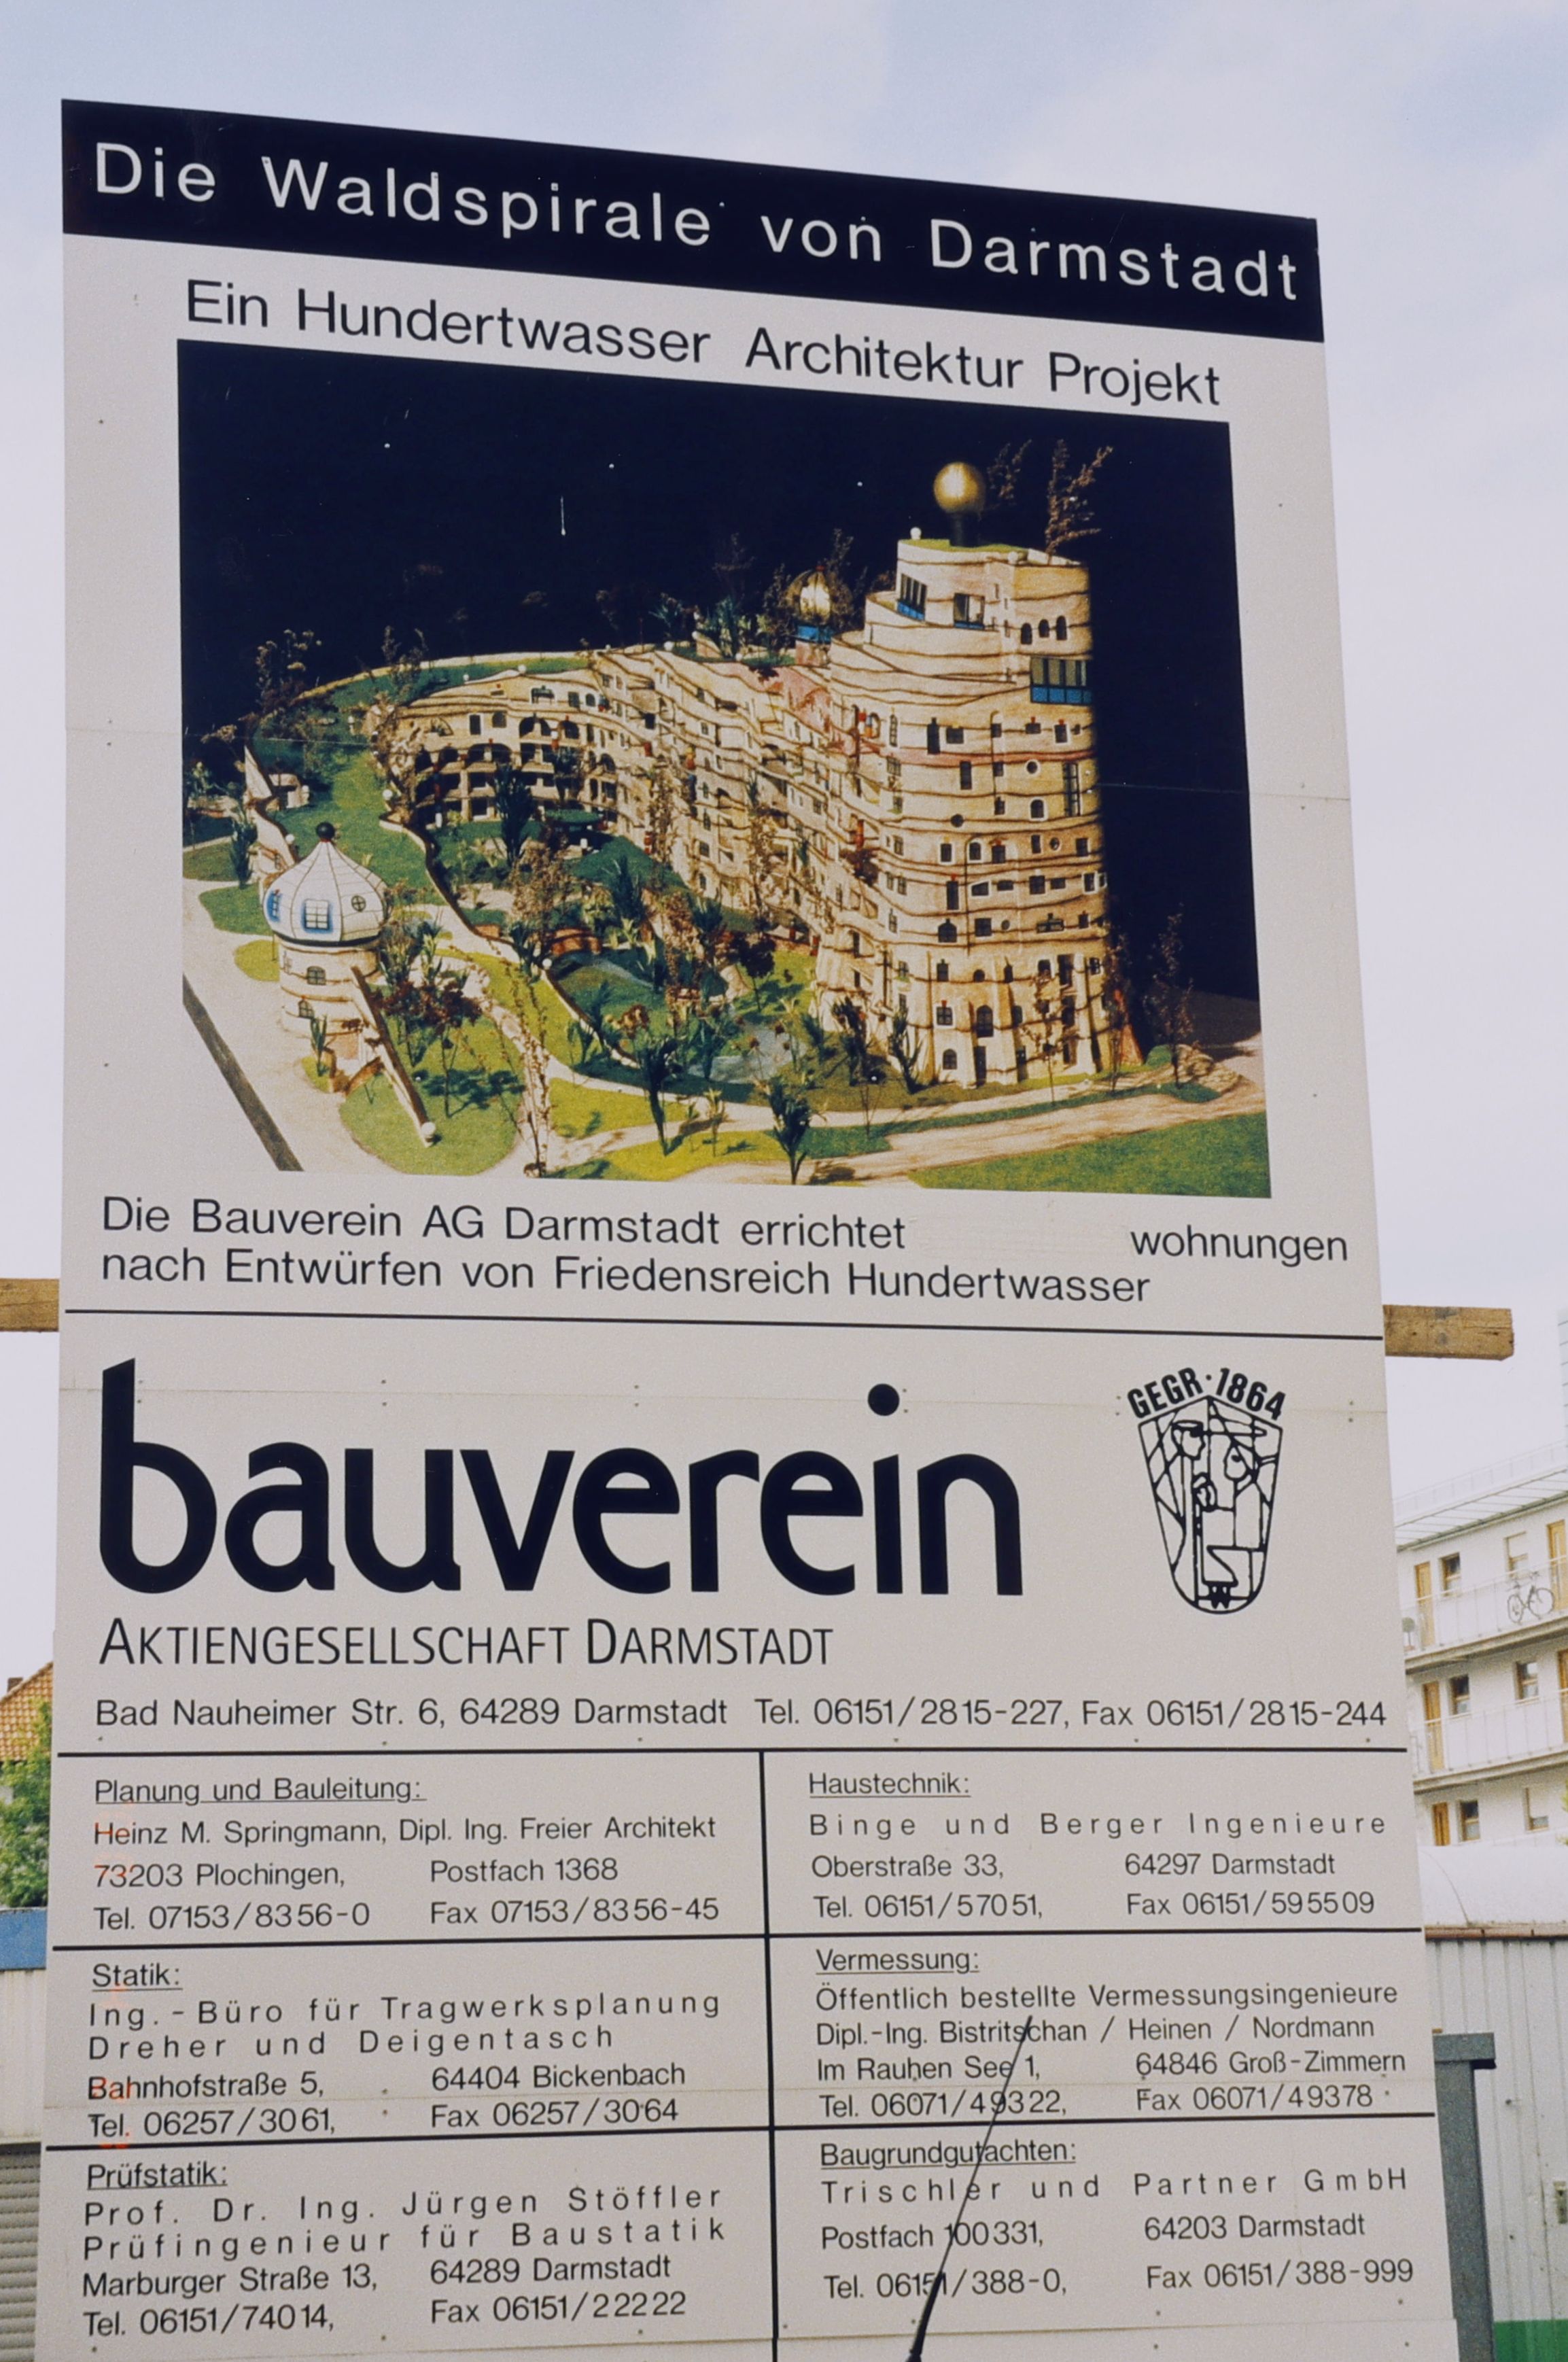 Die Waldspirale von Darmstadt
Ein Hundertwasser Architektur Projekt
Die Bauverein AG Darmstadt errichtet wohnungen
nach Entwürfen von Friedensreich Hundertwasser
bauverein
GEGR·1864
AKTIENGESELLSCHAFT DARMSTADT
Bad Nauheimer Str. 6, 64289 Darmstadt Tel. 06151/2815-227, Fax 06151/2815-244
Planung und Bauleitung:
Heinz M. Springmann, Dipl. Ing. Freier Architekt
73203 Plochingen, Postfach 1368
Tel. 07153/8356-0 Fax 07153/8356-45
Haustechnik:
Binge und Berger Ingenieure
Oberstraße 33, 64297 Darmstadt
Tel. 06151/57051, Fax 06151/595509
Statik:
Ing.-Büro für Tragwerksplanung
Dreher und Deigentasch
Bahnhofstraße 5, 64404 Bickenbach
Tel. 06257/3061, Fax 06257/3064
Vermessung:
Öffentlich bestellte Vermessungsingenieure
Dipl.-Ing. Bistritschan / Heinen / Nordmann
Im Rauhen See 1, 64846 Groß-Zimmern
Tel. 06071/49322, Fax 06071/49378
Prüfstatik:
Prof. Dr. Ing. Jürgen Stöffler
Prüfingenieur für Baustatik
Marburger Straße 13, 64289 Darmstadt
Tel. 06151/74014, Fax 06151/22222
Baugrundgutachten:
Trischler und Partner GmbH
Postfach 100331, 64203 Darmstadt
Tel. 06151/388-0, Fax 06151/388-999